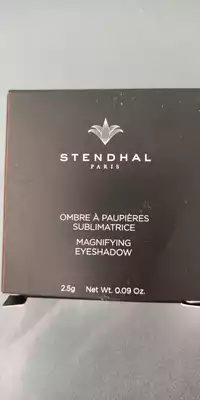 STENDHAL
PARIS
OMBRE À PAUPIÈRES
SUBLIMATRICE
MAGNIFYING
EYESHADOW
2.5g Net Wt. 0.09 Oz.